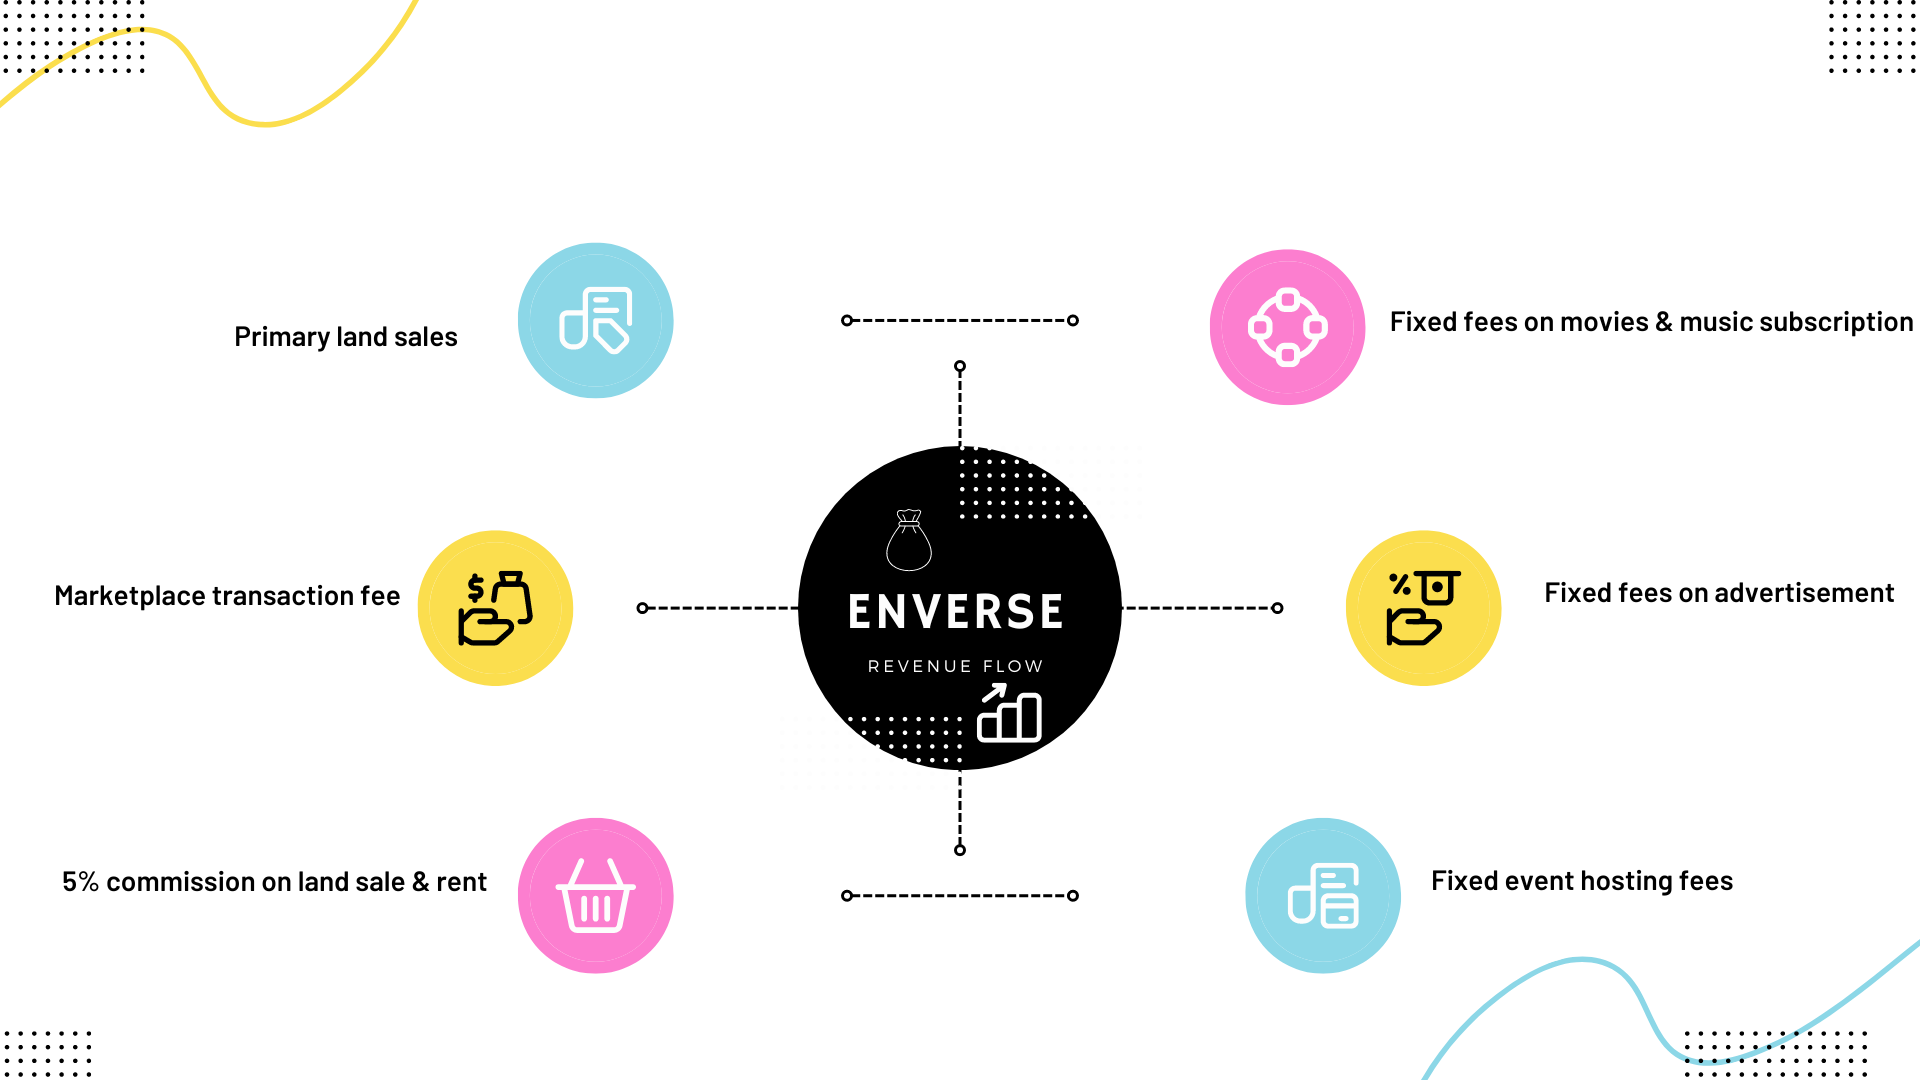 Primary land sales
Fixed fees on movies & music subscription
Marketplace transaction fee
$
ENVERSE
REVENUE FLOW
%
Fixed fees on advertisement
5% commission on land sale & rent
Fixed event hosting fees